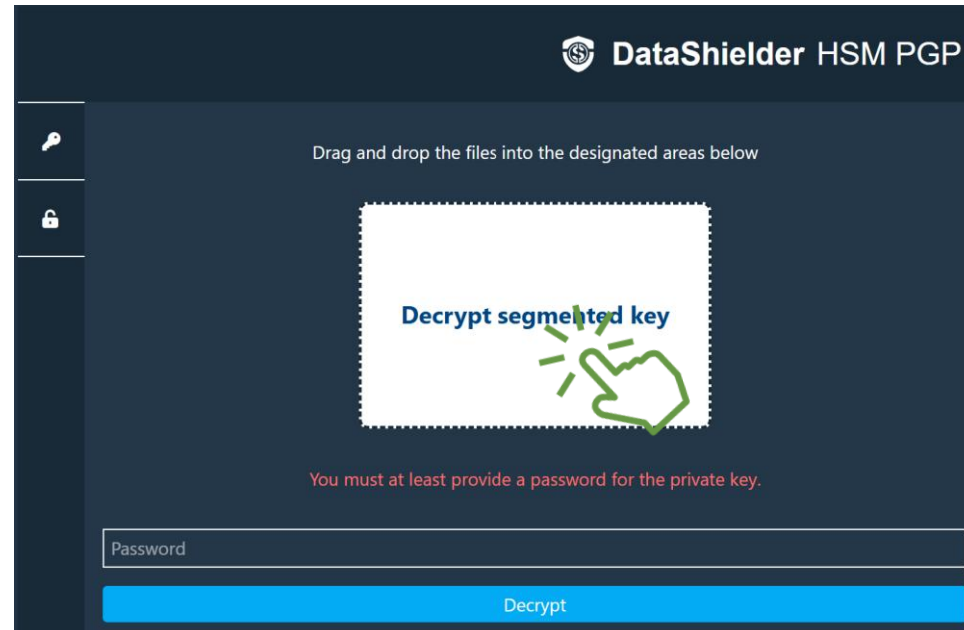 DataShielder HSM PGP
Drag and drop the files into the designated areas below
Decrypt segmented key
You must at least provide a password for the private key.
Password
Decrypt